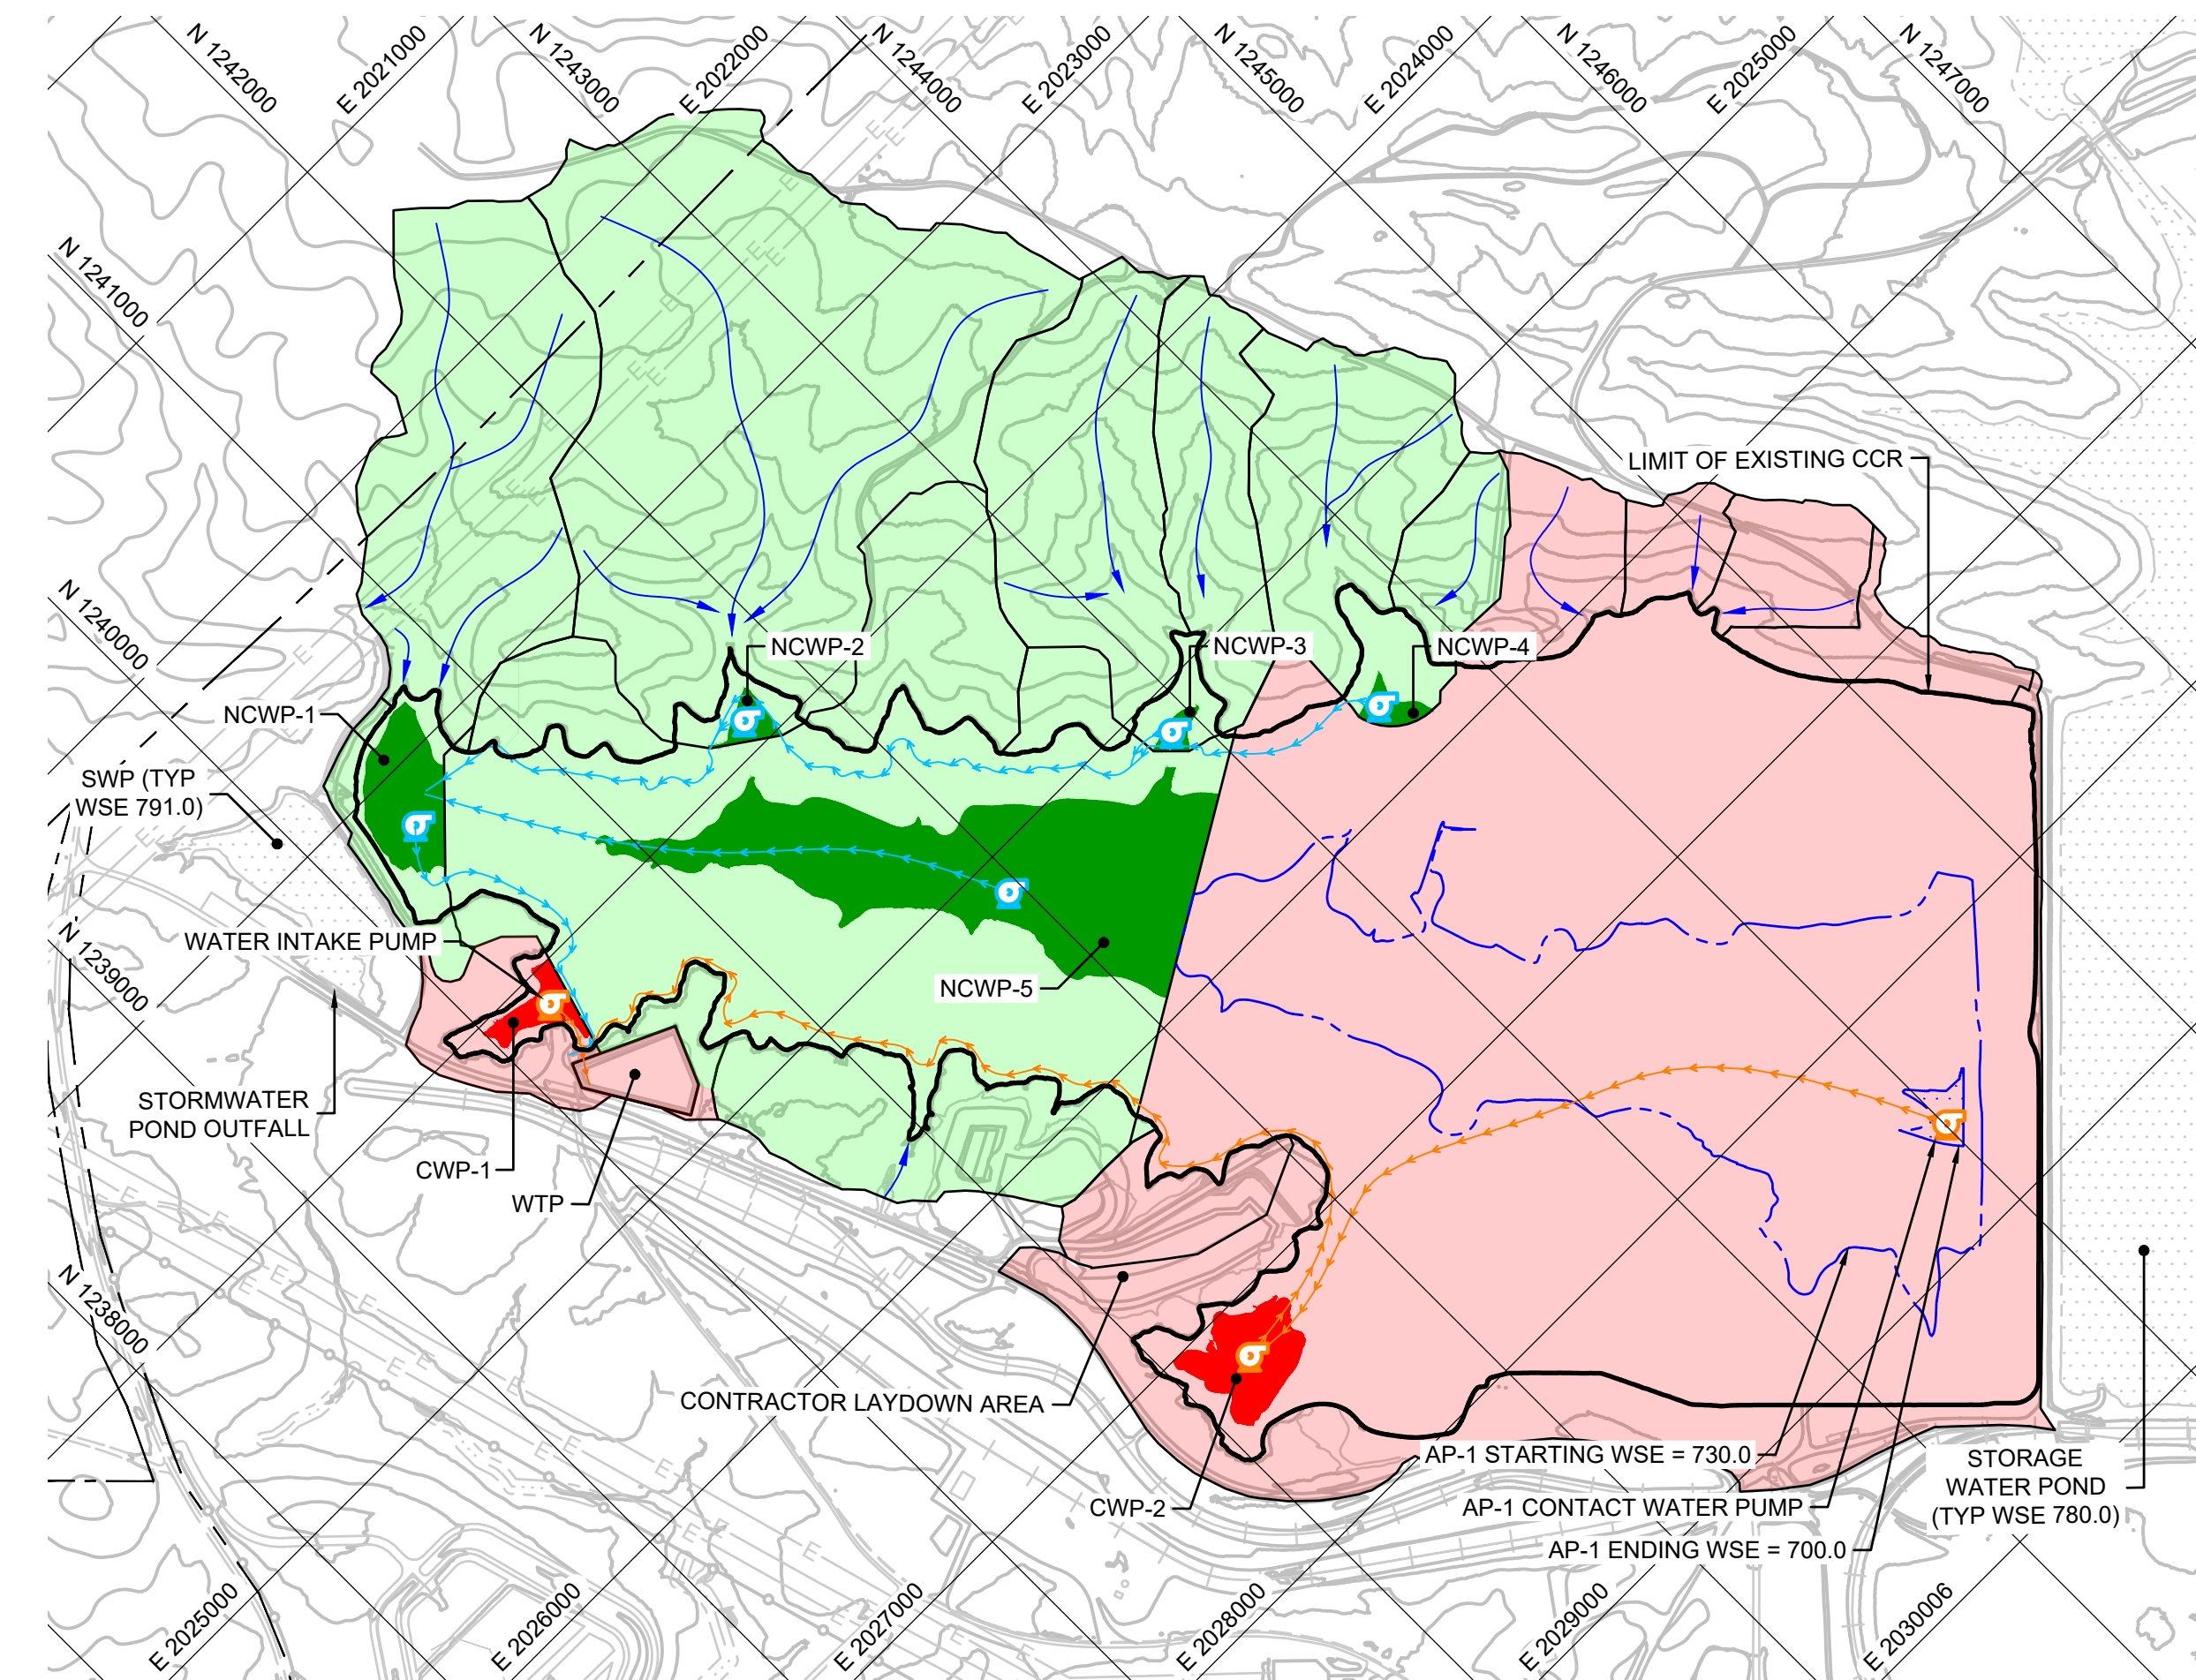 N 1242000
E 2021000
N 1243000
E 2022000
N 1244000
E 20230000
N 1245000
E 20224000
N 1246000
E 20250000
N 1247000
N 1241000
LIMIT OF EXISTING CCR
N 1240000
NCWP-2
NCWP-3
NCWP-4
NCWP-1
SWP (TYP
WSE 791.0)
WATER INTAKE PUMP
N 1239000
NCWP-5
STORMWATER
POND OUTFALL
CWP-1
WTP
N 1238000
CONTRACTOR LAYDOWN AREA
AP-1 STARTING WSE = 730.0
STORAGE
WATER POND
(TYP WSE 780.0)
CWP-2
AP-1 CONTACT WATER PUMP
AP-1 ENDING WSE = 700.0
E 2025000
E 2026000
E 2027000
E 2028000
E 2029000
E 2030006
E
E
E
E
E
E
E
E
E
E
E
E